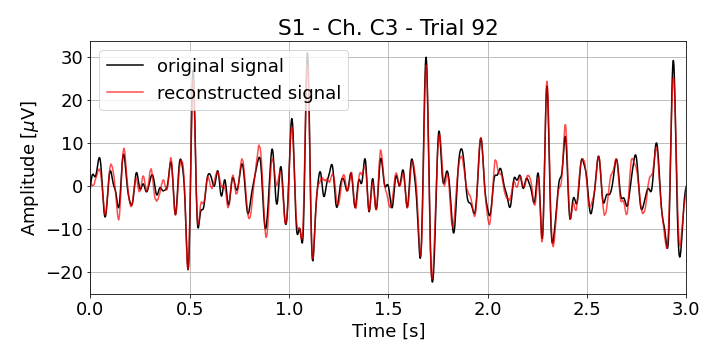 S1 - Ch. C3 - Trial 92
original signal
reconstructed signal
Amplitude [μV]
30
20
10
0
−10
−20
0.0 0.5 1.0 1.5 2.0 2.5 3.0
Time [s]